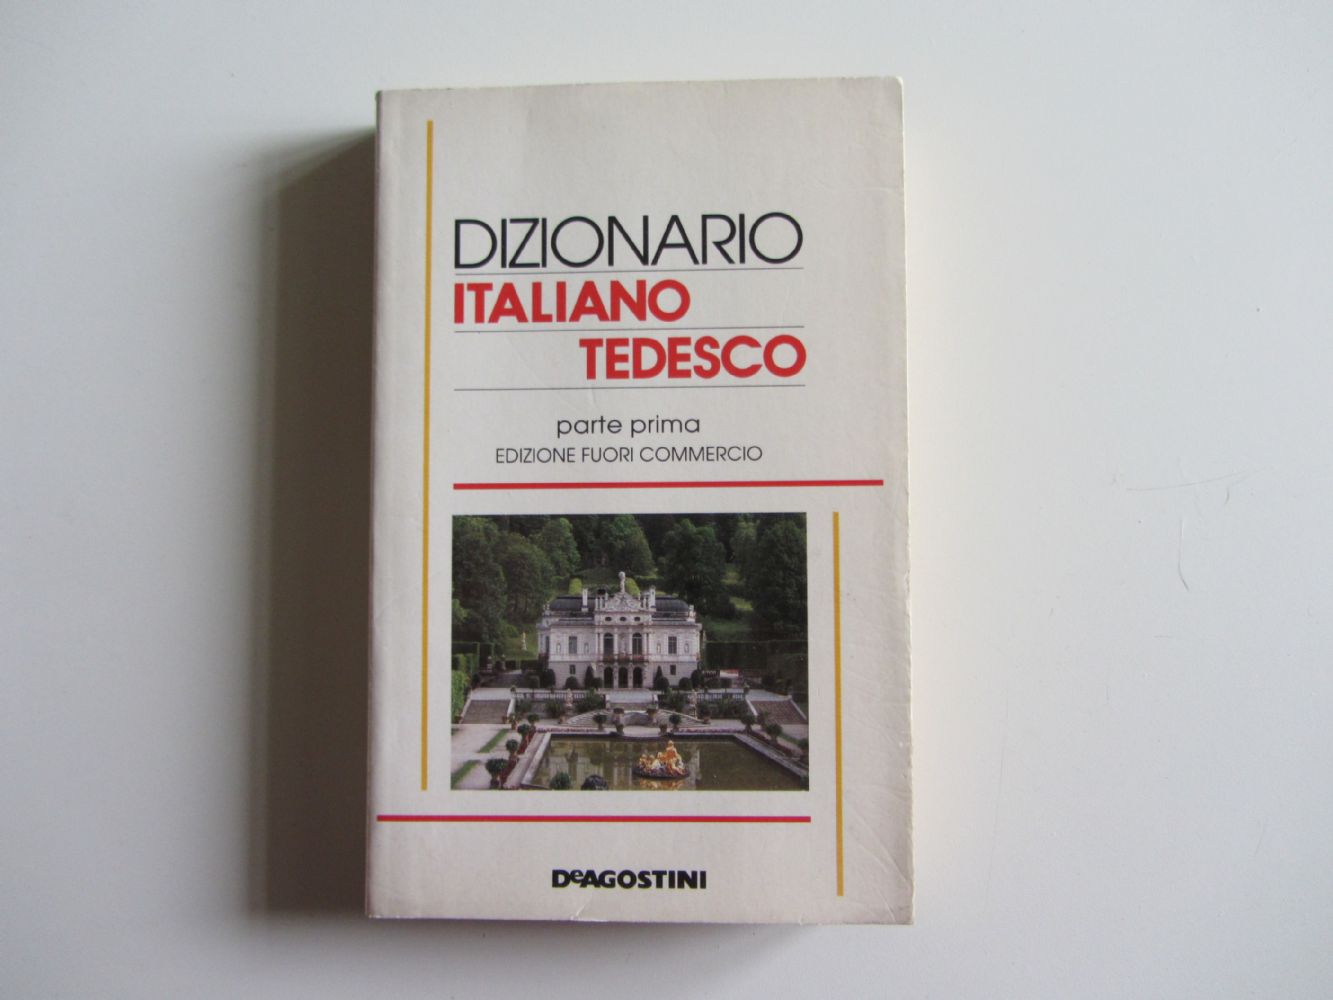 DIZIONARIO
ITALIANO
TEDESCO
parte prima
EDIZIONE FUORI COMMERCIO
DeAGOSTINI